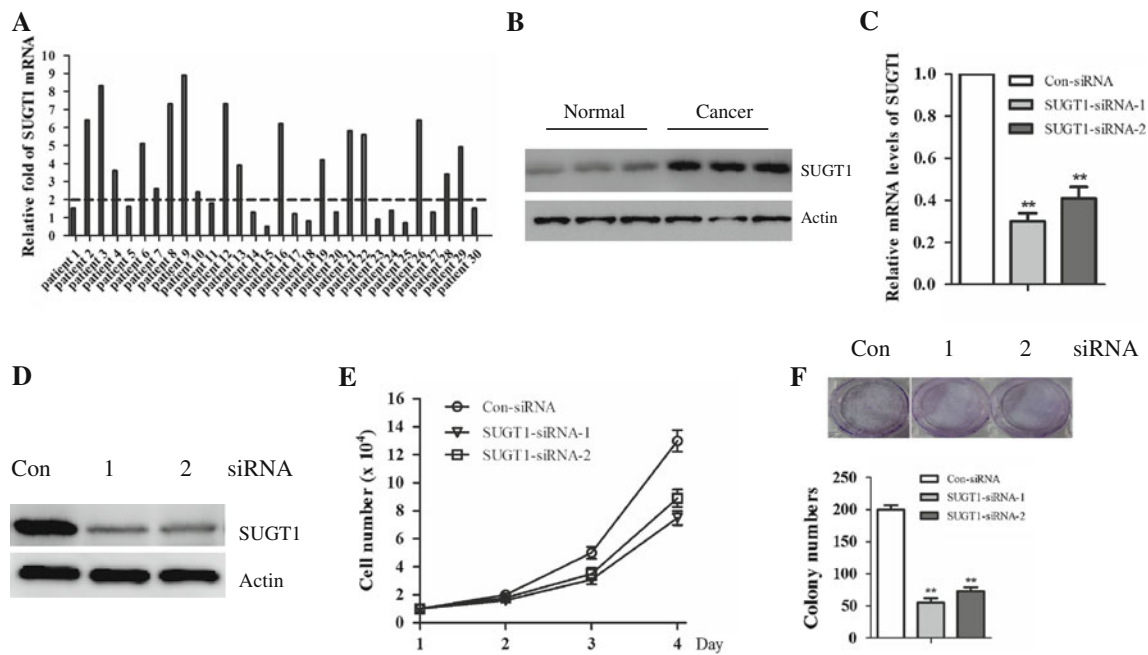 A
Relative fold of SUGT1 mRNA
10
9
8
7
6
5
4
3
2
1
0
patient 1
patient 2
patient 3
patient 4
patient 5
patient 6
patient 7
patient 8
patient 9
patient 10
patient 11
patient 12
patient 13
patient 14
patient 15
patient 16
patient 17
patient 18
patient 19
patient 20
patient 21
patient 22
patient 23
patient 24
patient 25
patient 26
patient 27
patient 28
patient 29
patient 30
B
Normal Cancer
SUGT1
Actin
C
Relative mRNA levels of SUGT1
1.0
0.8
0.6
0.4
0.2
0.0
Con-siRNA
SUGT1-siRNA-1
SUGT1-siRNA-2
**
**
D
Con 1 2 siRNA
SUGT1
Actin
E
Cell number (x 10⁴)
16
14
12
10
8
6
4
2
0
Con-siRNA
SUGT1-siRNA-1
SUGT1-siRNA-2
1 2 3 4 Day
Con 1 2 siRNA
F
Colony numbers
250
200
150
100
50
0
Con-siRNA
SUGT1-siRNA-1
SUGT1-siRNA-2
**
**